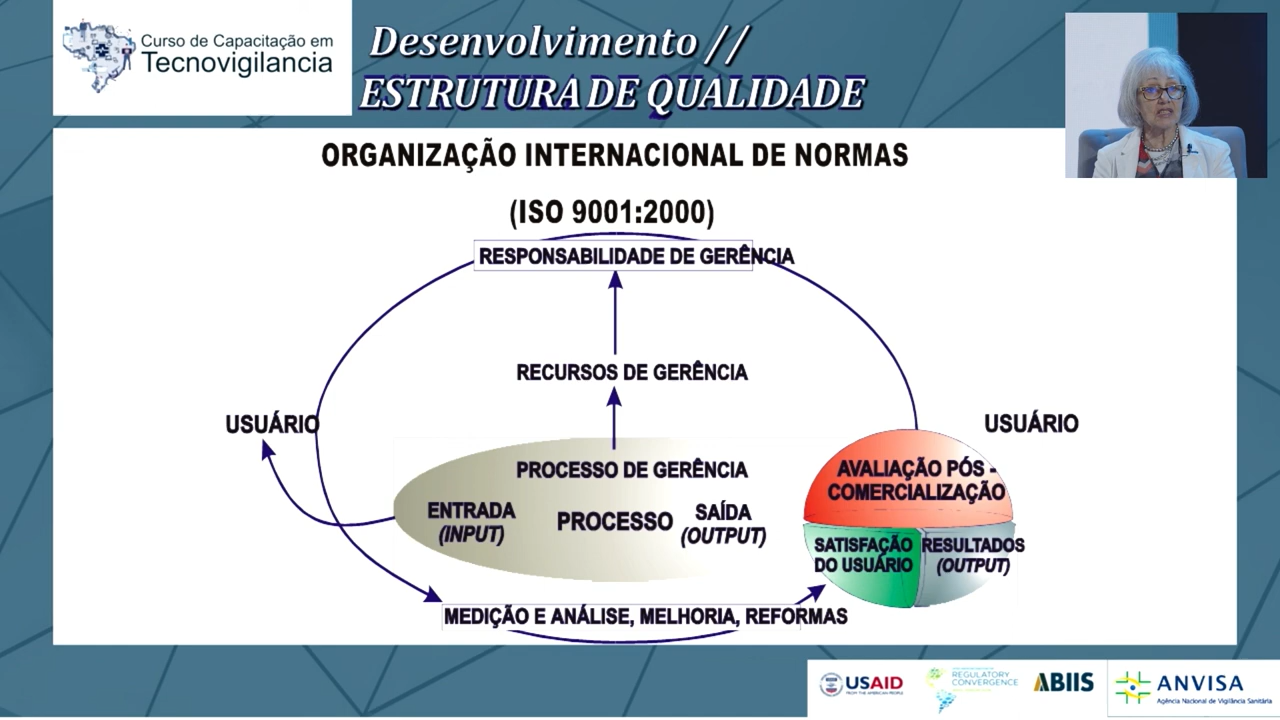 Curso de Capacitação em
Tecnovigilancia
Desenvolvimento //
ESTRUTURA DE QUALIDADE
ORGANIZAÇÃO INTERNACIONAL DE NORMAS
(ISO 9001:2000)
RESPONSABILIDADE DE GERÊNCIA
RECURSOS DE GERÊNCIA
USUÁRIO
USUÁRIO
PROCESSO DE GERÊNCIA
ENTRADA
(INPUT)
PROCESSO
SAÍDA
(OUTPUT)
AVALIAÇÃO PÓS -
COMERCIALIZAÇÃO
SATISFAÇÃO
DO USUÁRIO
RESULTADOS
(OUTPUT)
MEDIÇÃO E ANÁLISE, MELHORIA, REFORMAS
USAID
FROM THE AMERICAN PEOPLE
REGULATORY
CONVERGENCE
ABIIS
ANVISA
Agência Nacional de Vigilância Sanitária